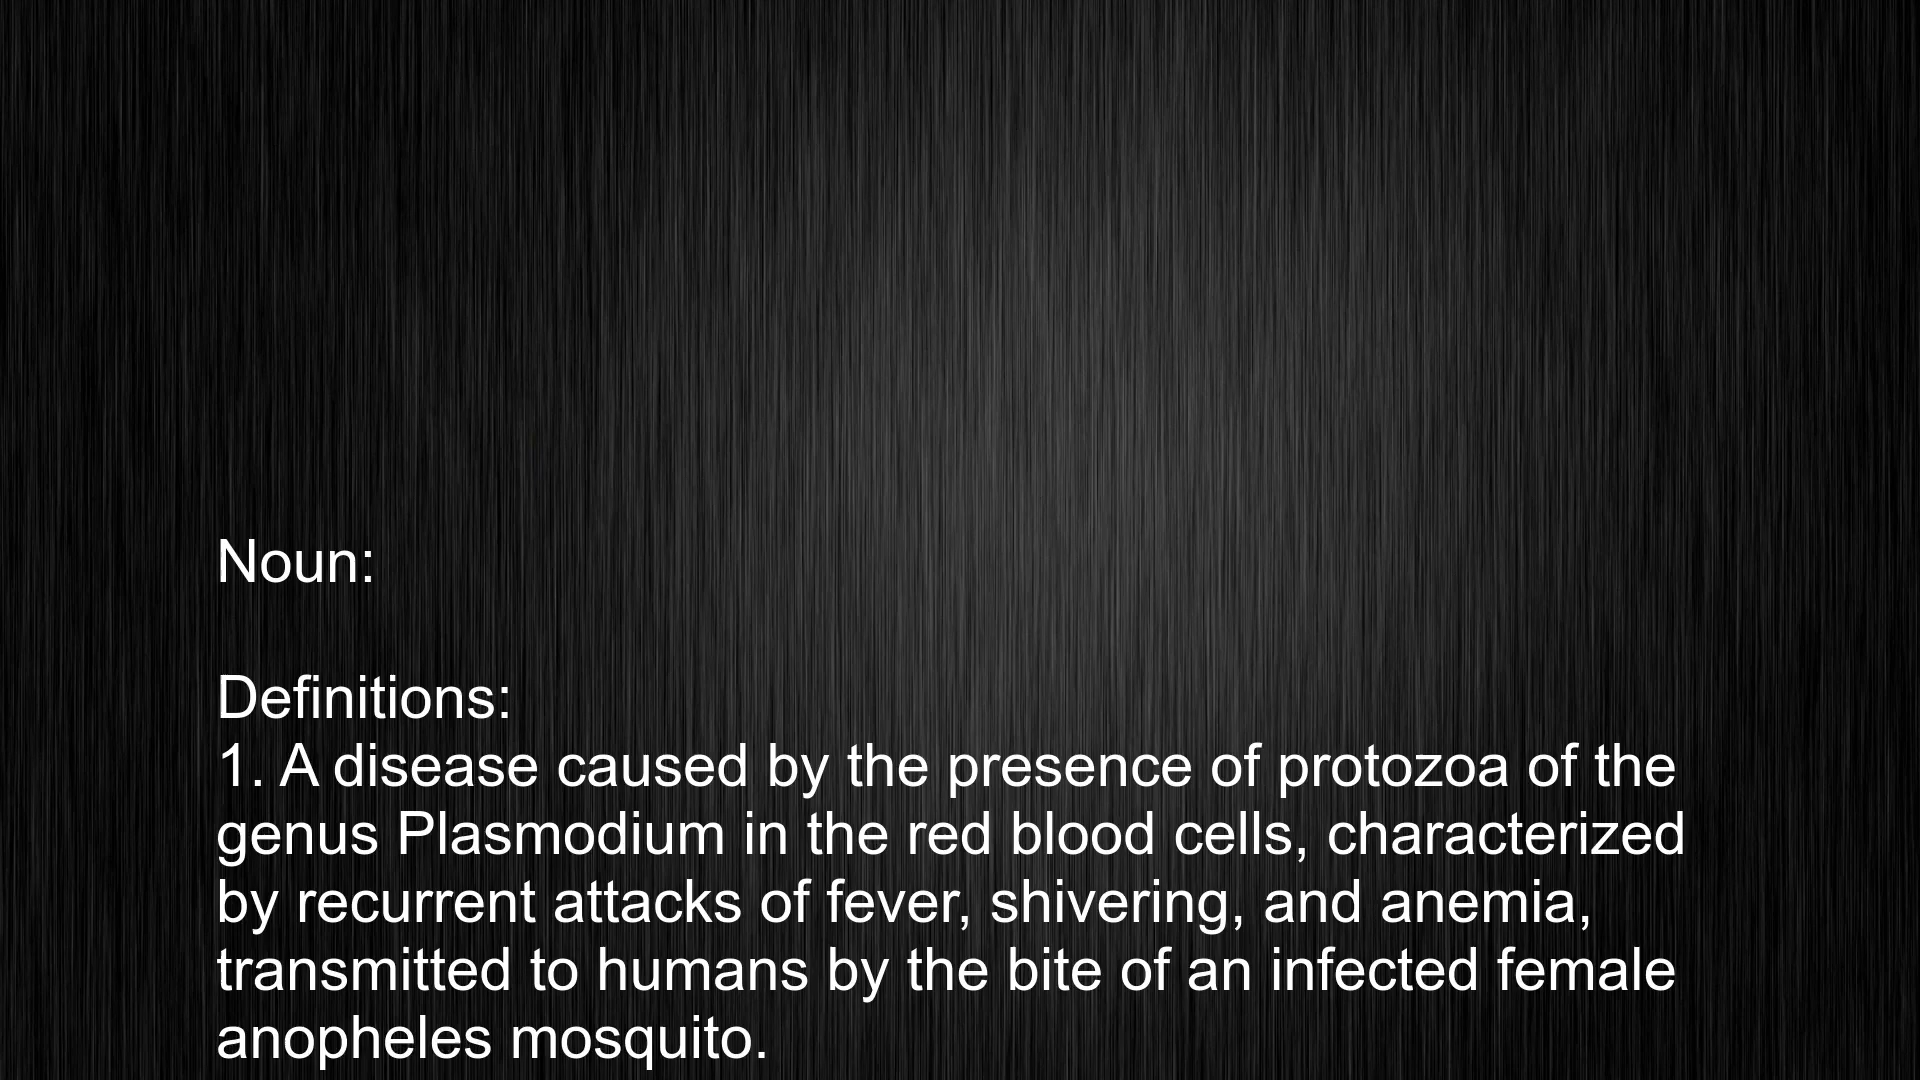 Noun:
Definitions:
1. A disease caused by the presence of protozoa of the
genus Plasmodium in the red blood cells, characterized
by recurrent attacks of fever, shivering, and anemia,
transmitted to humans by the bite of an infected female
anopheles mosquito.